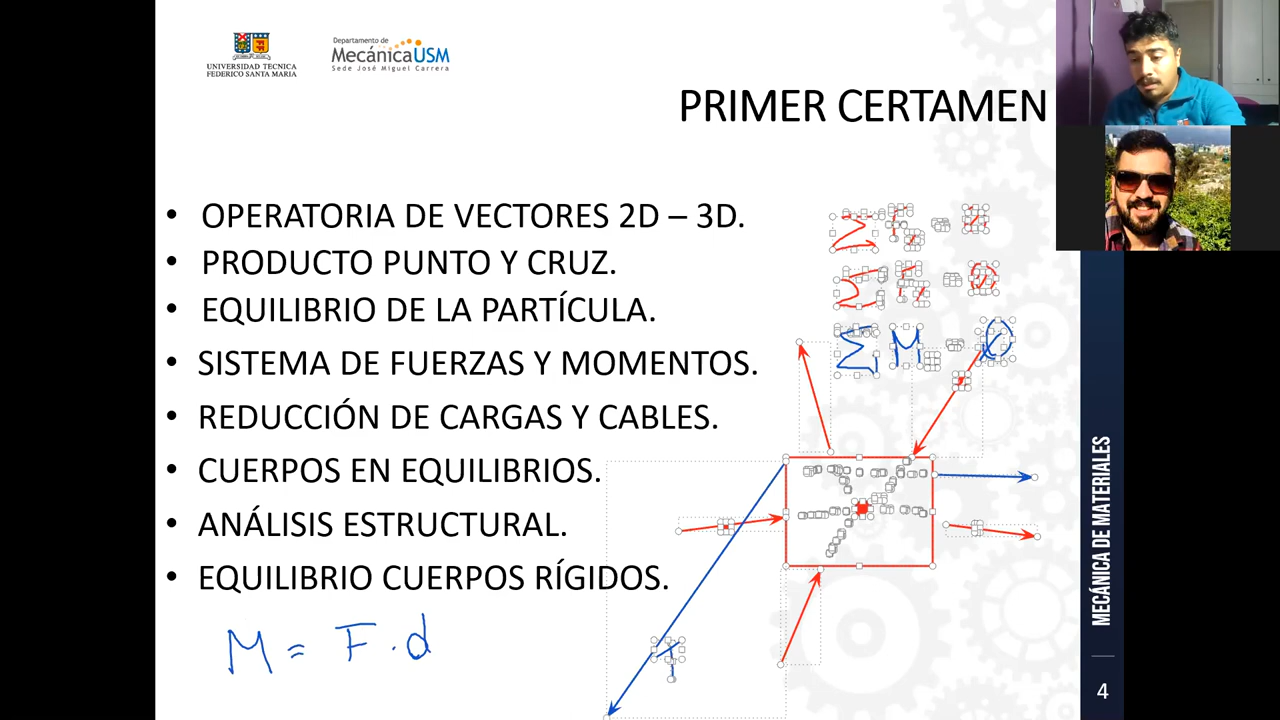 UNIVERSIDAD TECNICA
FEDERICO SANTA MARIA
Departamento de
MecánicaUSM
Sede José Miguel Carrera
PRIMER CERTAMEN
• OPERATORIA DE VECTORES 2D – 3D.
• PRODUCTO PUNTO Y CRUZ.
• EQUILIBRIO DE LA PARTÍCULA.
• SISTEMA DE FUERZAS Y MOMENTOS.
• REDUCCIÓN DE CARGAS Y CABLES.
• CUERPOS EN EQUILIBRIOS.
• ANÁLISIS ESTRUCTURAL.
• EQUILIBRIO CUERPOS RÍGIDOS.
M = F . d
Σ M
MECÁNICA DE MATERIALES
4